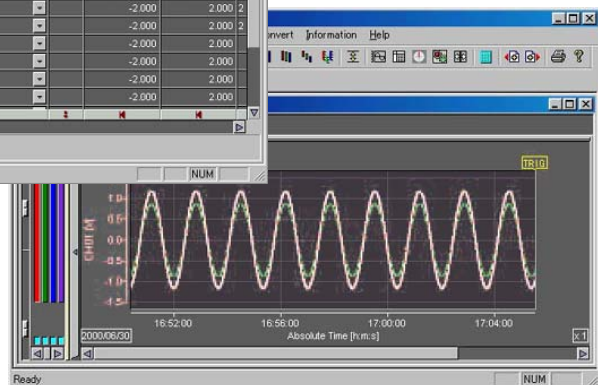 -2.000 2.000 2
-2.000 2.000 2
-2.000 2.000
-2.000 2.000
-2.000 2.000
-2.000 2.000
NUM
Information Help
TRIG
CH01 [V]
1.0
0.5
0.0
-0.5
-1.0
-1.5
16:52:00 16:56:00 17:00:00 17:04:00
2000/06/30 Absolute Time [h:m:s] x 1
Ready NUM